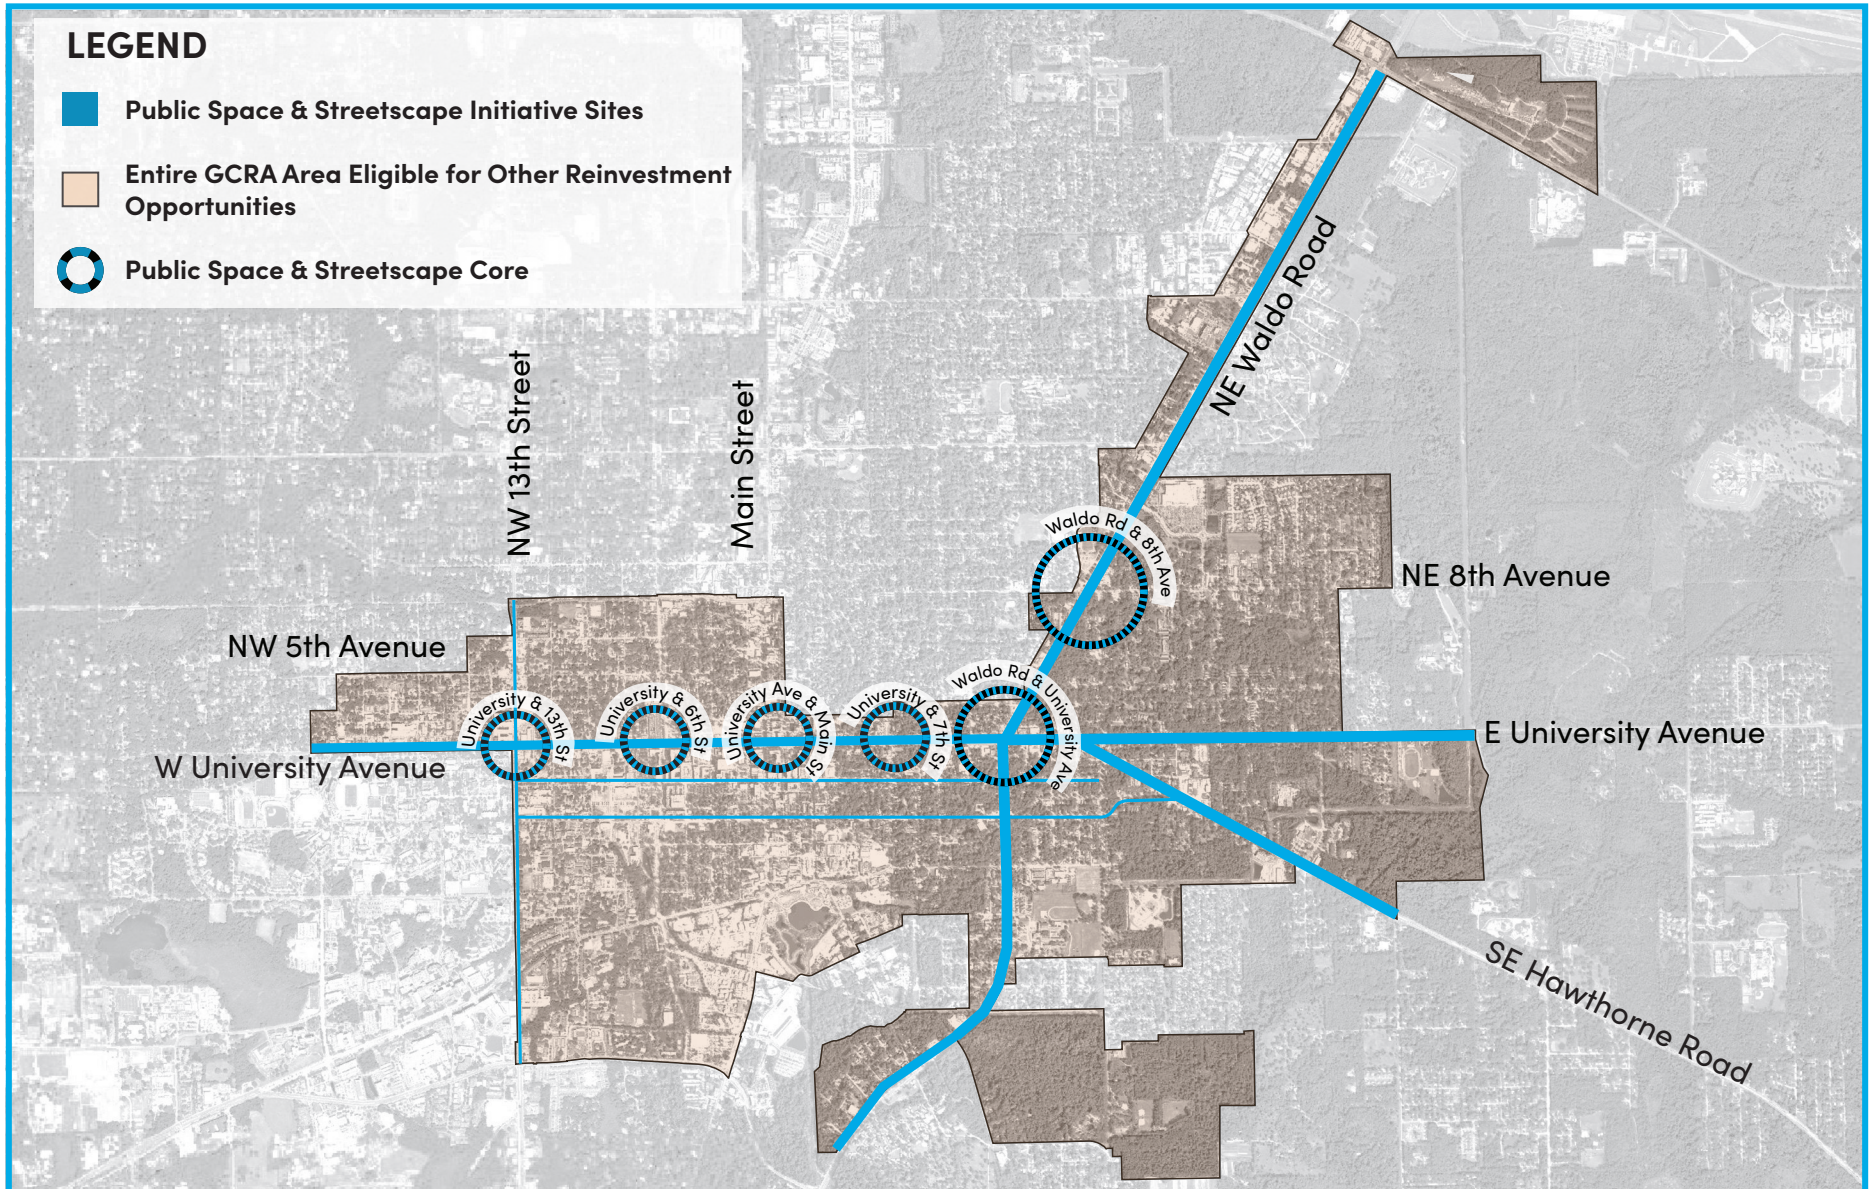 LEGEND
Public Space & Streetscape Initiative Sites
Entire GCRA Area Eligible for Other Reinvestment
Opportunities
Public Space & Streetscape Core
NE Waldo Road
NW 13th Street
Main Street
Waldo Rd & 8th Ave
NE 8th Avenue
NW 5th Avenue
University & 13th St
University & 6th St
University Ave & Main St
University & 7th St
Waldo Rd & University Ave
E University Avenue
W University Avenue
SE Hawthorne Road